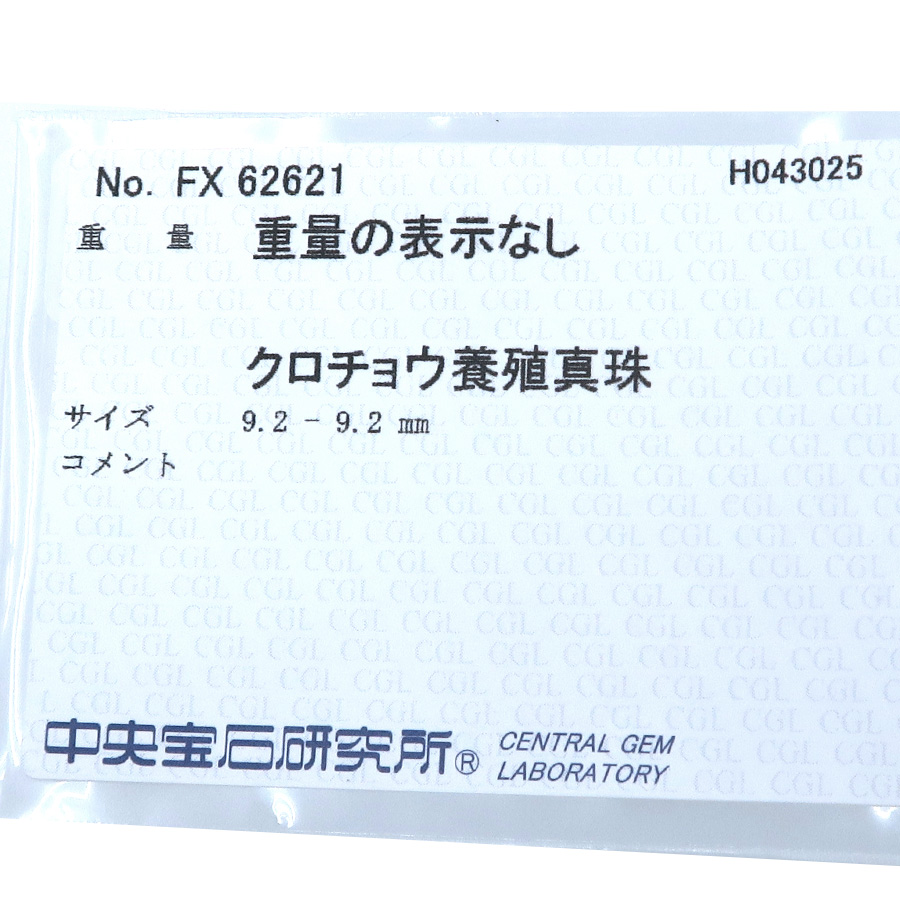 No. FX 62621 H043025
重量 重量の表示なし
クロチョウ養殖真珠
サイズ 9.2 - 9.2 mm
コメント
中央宝石研究所® CENTRAL GEM
LABORATORY